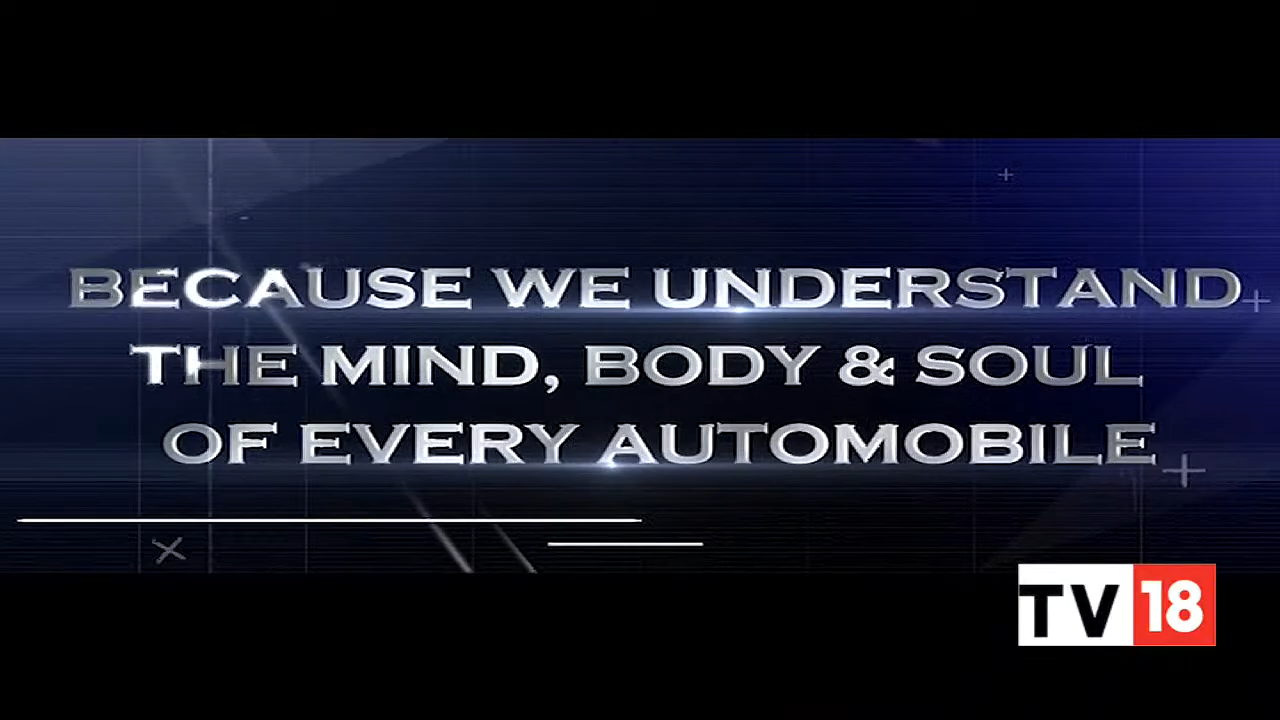 BECAUSE WE UNDERSTAND
THE MIND, BODY & SOUL
OF EVERY AUTOMOBILE
TV18